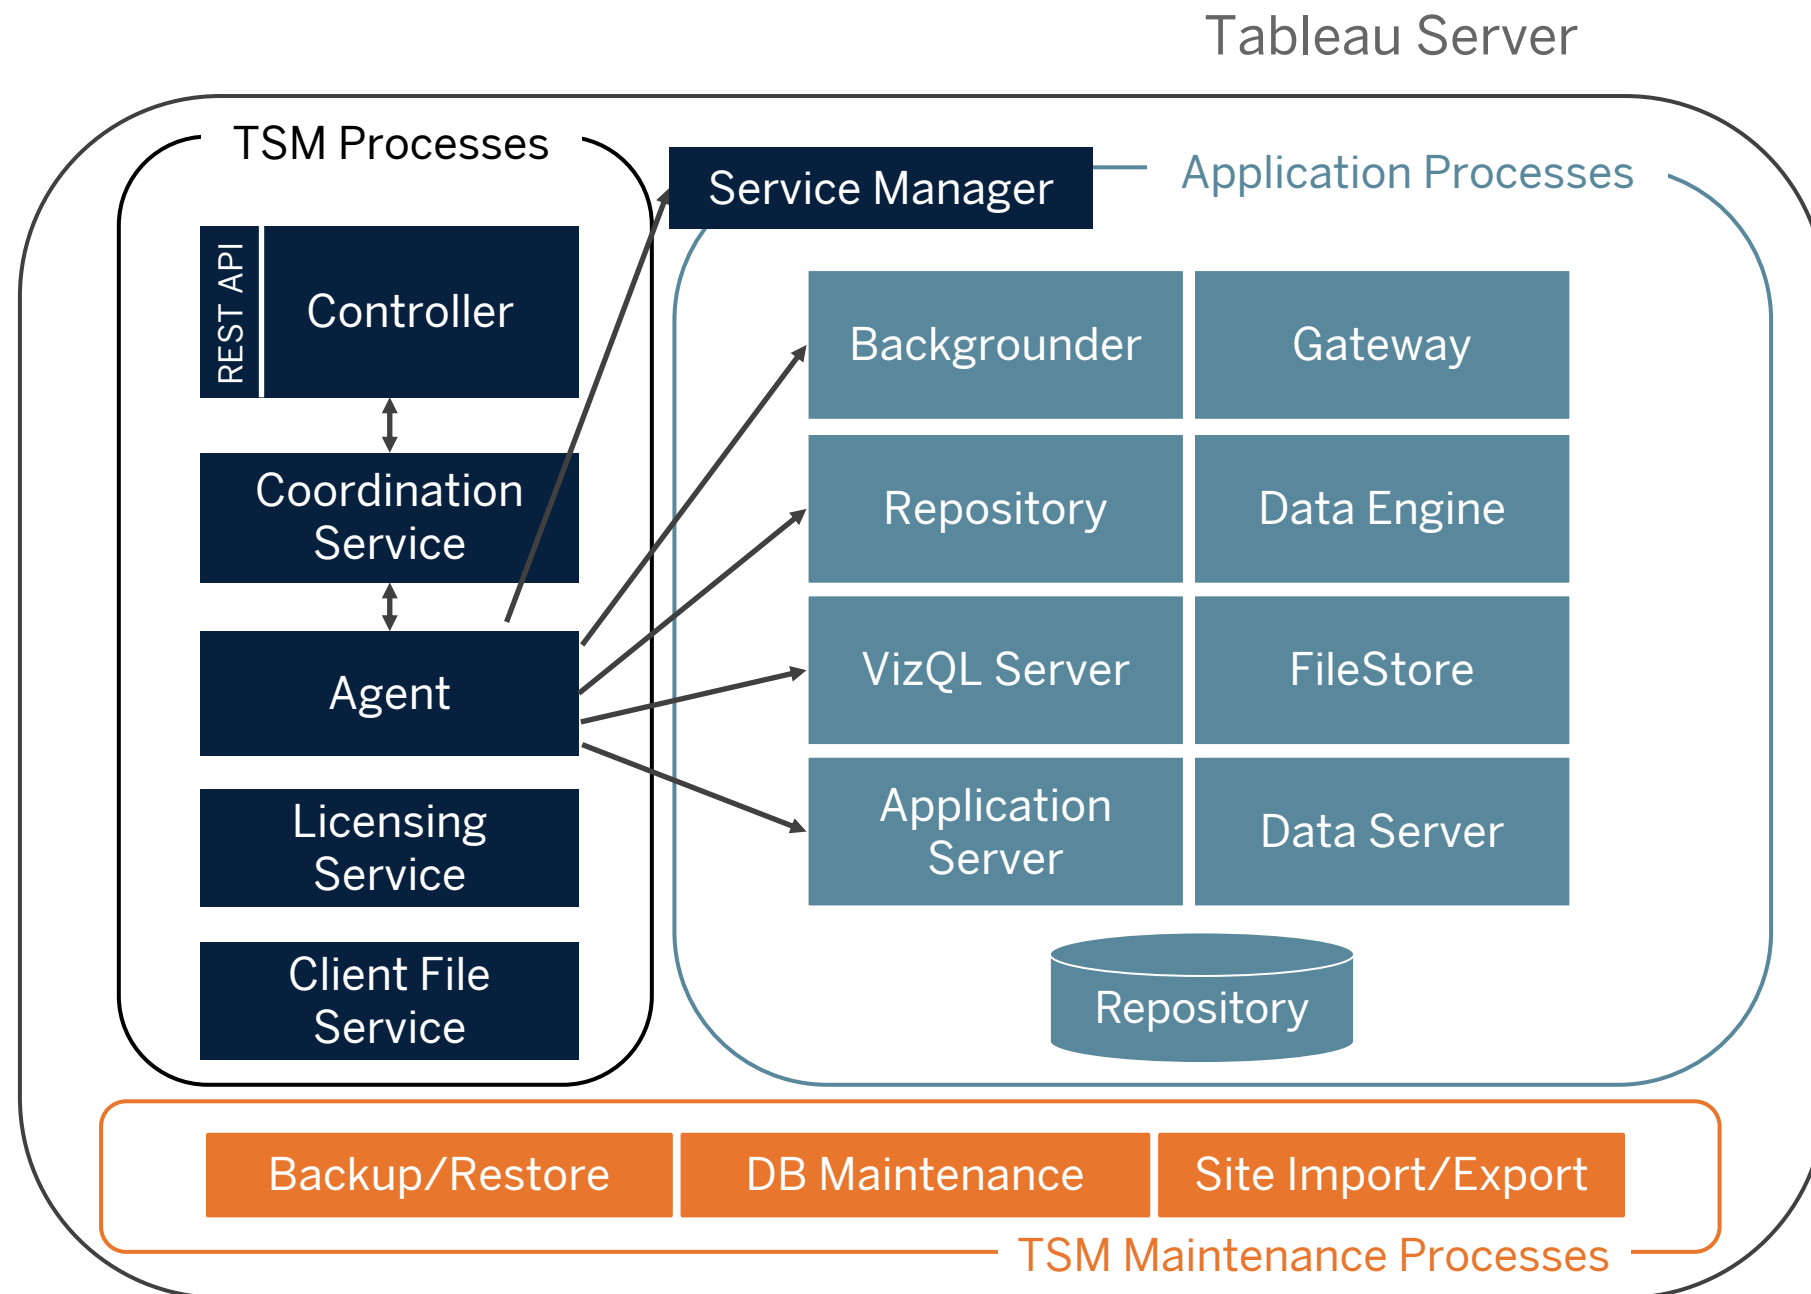 Tableau Server
TSM Processes
REST API
Controller
Coordination
Service
Agent
Licensing
Service
Client File
Service
Service Manager
Application Processes
Backgrounder
Gateway
Repository
Data Engine
VizQL Server
FileStore
Application
Server
Data Server
Repository
Backup/Restore
DB Maintenance
Site Import/Export
TSM Maintenance Processes